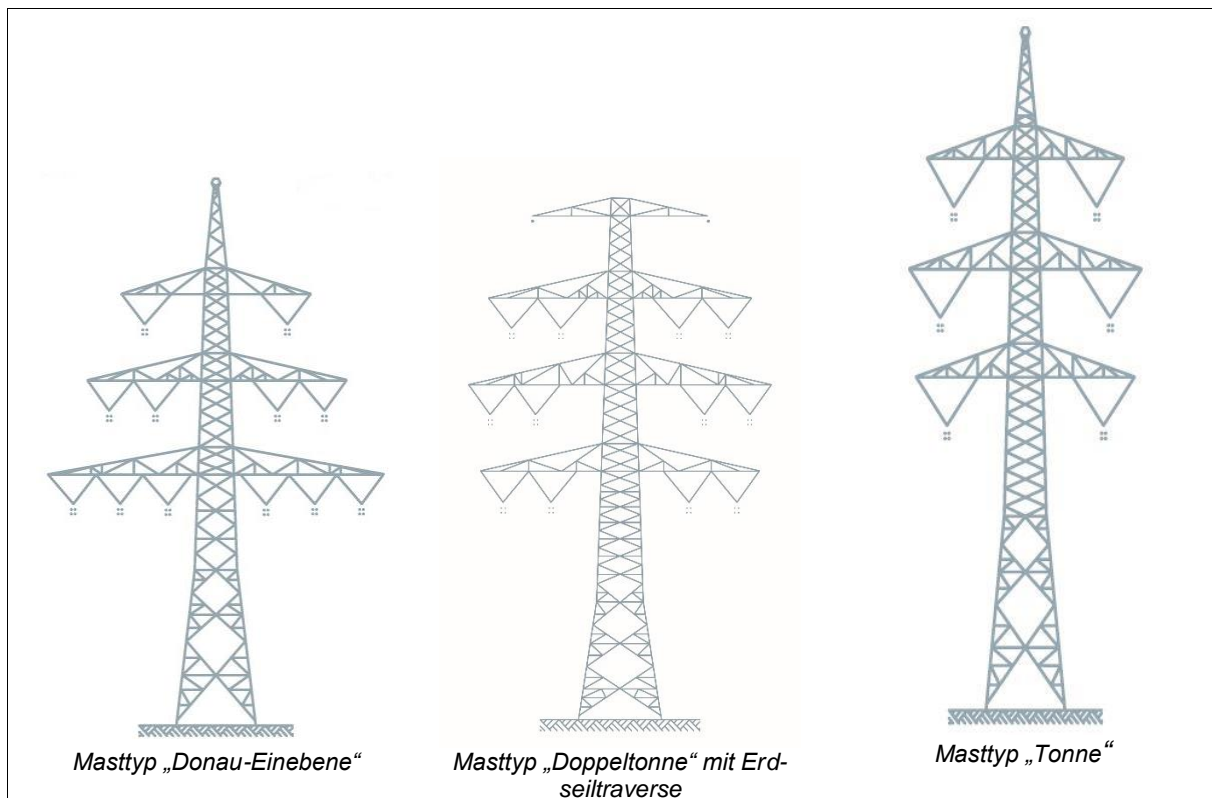 Masttyp „Donau-Einebene“
Masttyp „Doppeltonne“ mit Erd-
seiltraverse
Masttyp „Tonne“